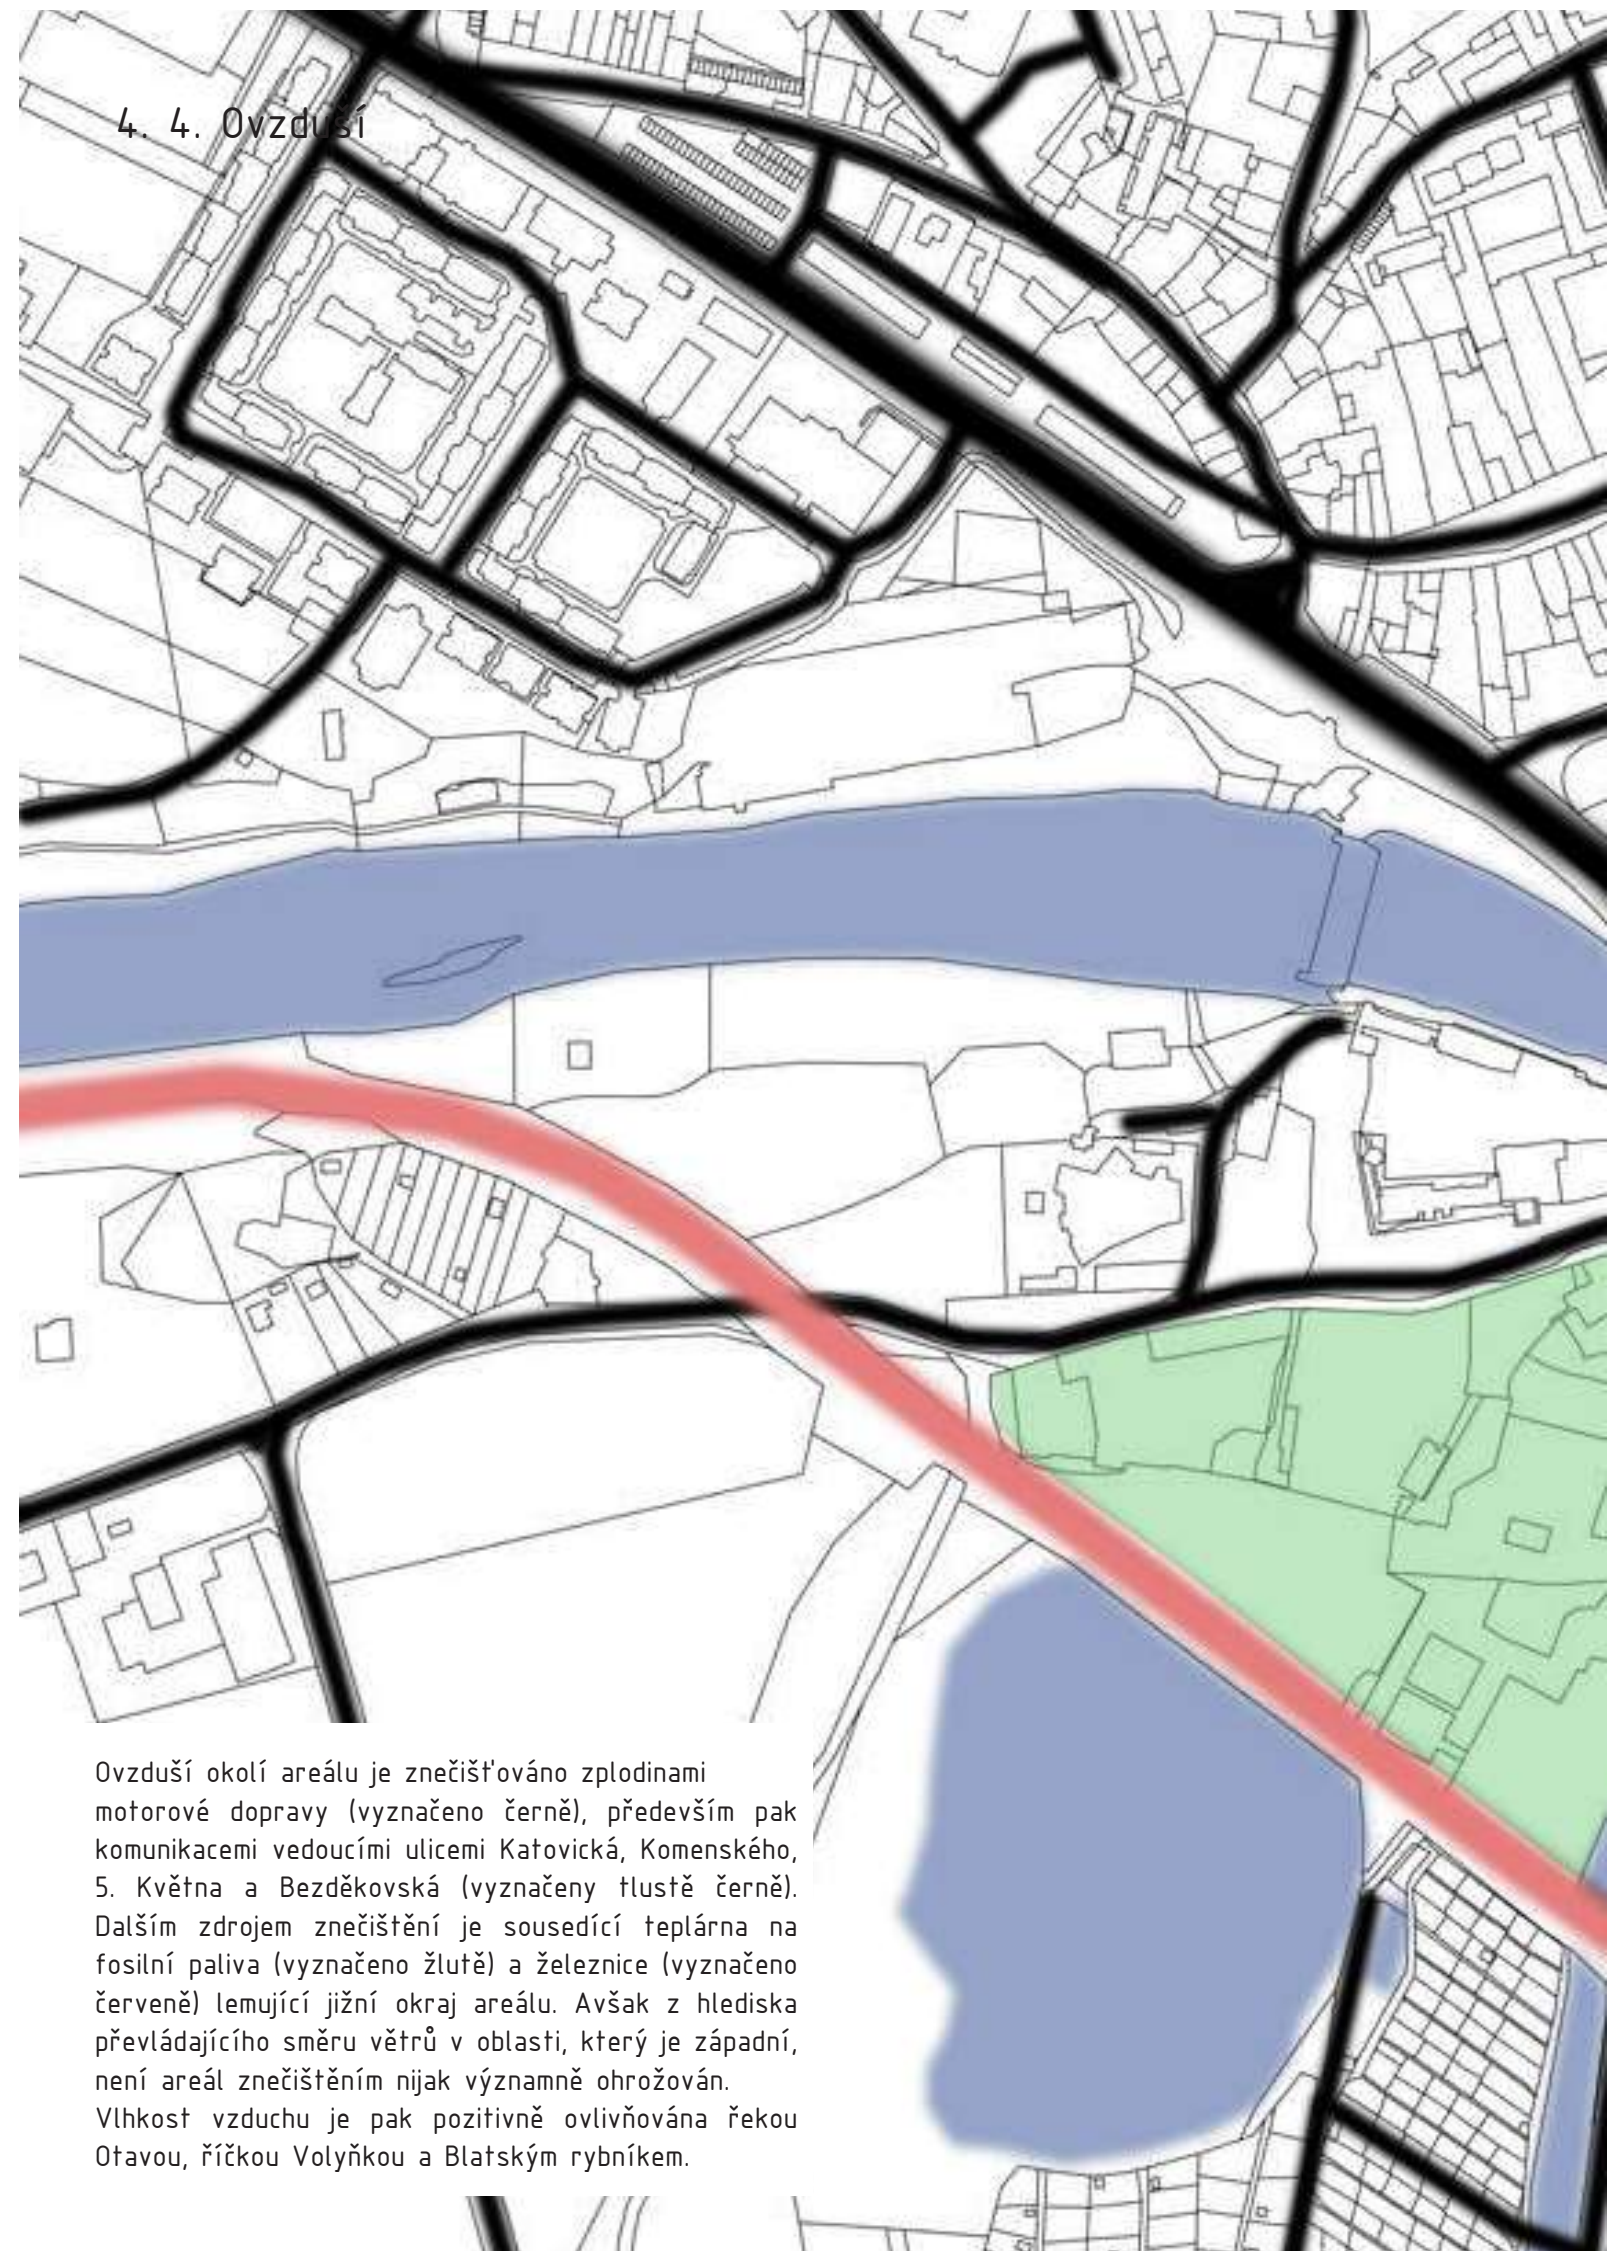 4. 4. Ovzduší
Ovzduší okolí areálu je znečišťováno zplodinami
motorové dopravy (vyznačeno černě), především pak
komunikacemi vedoucími ulicemi Katovická, Komenského,
5. Května a Bezděkovská (vyznačeny tlustě černě).
Dalším zdrojem znečištění je sousedící teplárna na
fosilní paliva (vyznačeno žlutě) a železnice (vyznačeno
červeně) lemující jižní okraj areálu. Avšak z hlediska
převládajícího směru větrů v oblasti, který je západní,
není areál znečištěním nijak významně ohrožován.
Vlhkost vzduchu je pak pozitivně ovlivňována řekou
Otavou, říčkou Volyňkou a Blatským rybníkem.